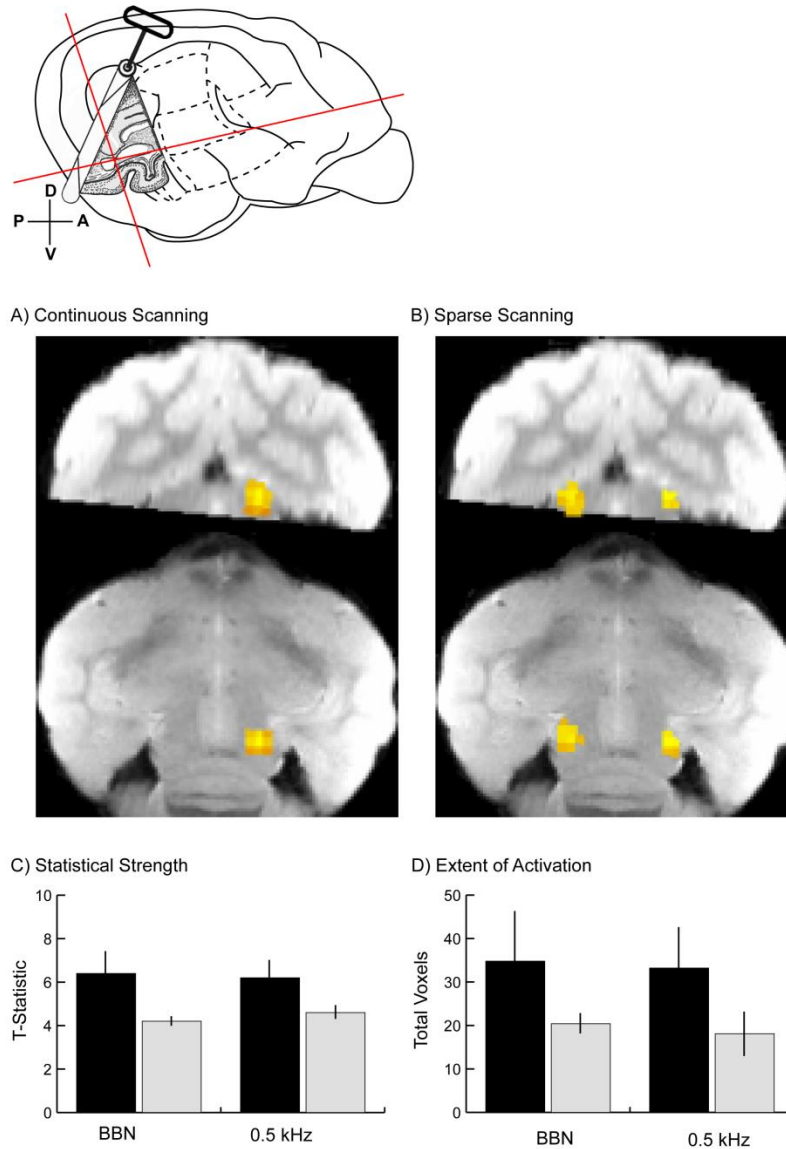 D
P A
V
A) Continuous Scanning
B) Sparse Scanning
C) Statistical Strength
10
8
6
4
2
0
T-Statistic
BBN
0.5 kHz
D) Extent of Activation
50
40
30
20
10
0
Total Voxels
BBN
0.5 kHz